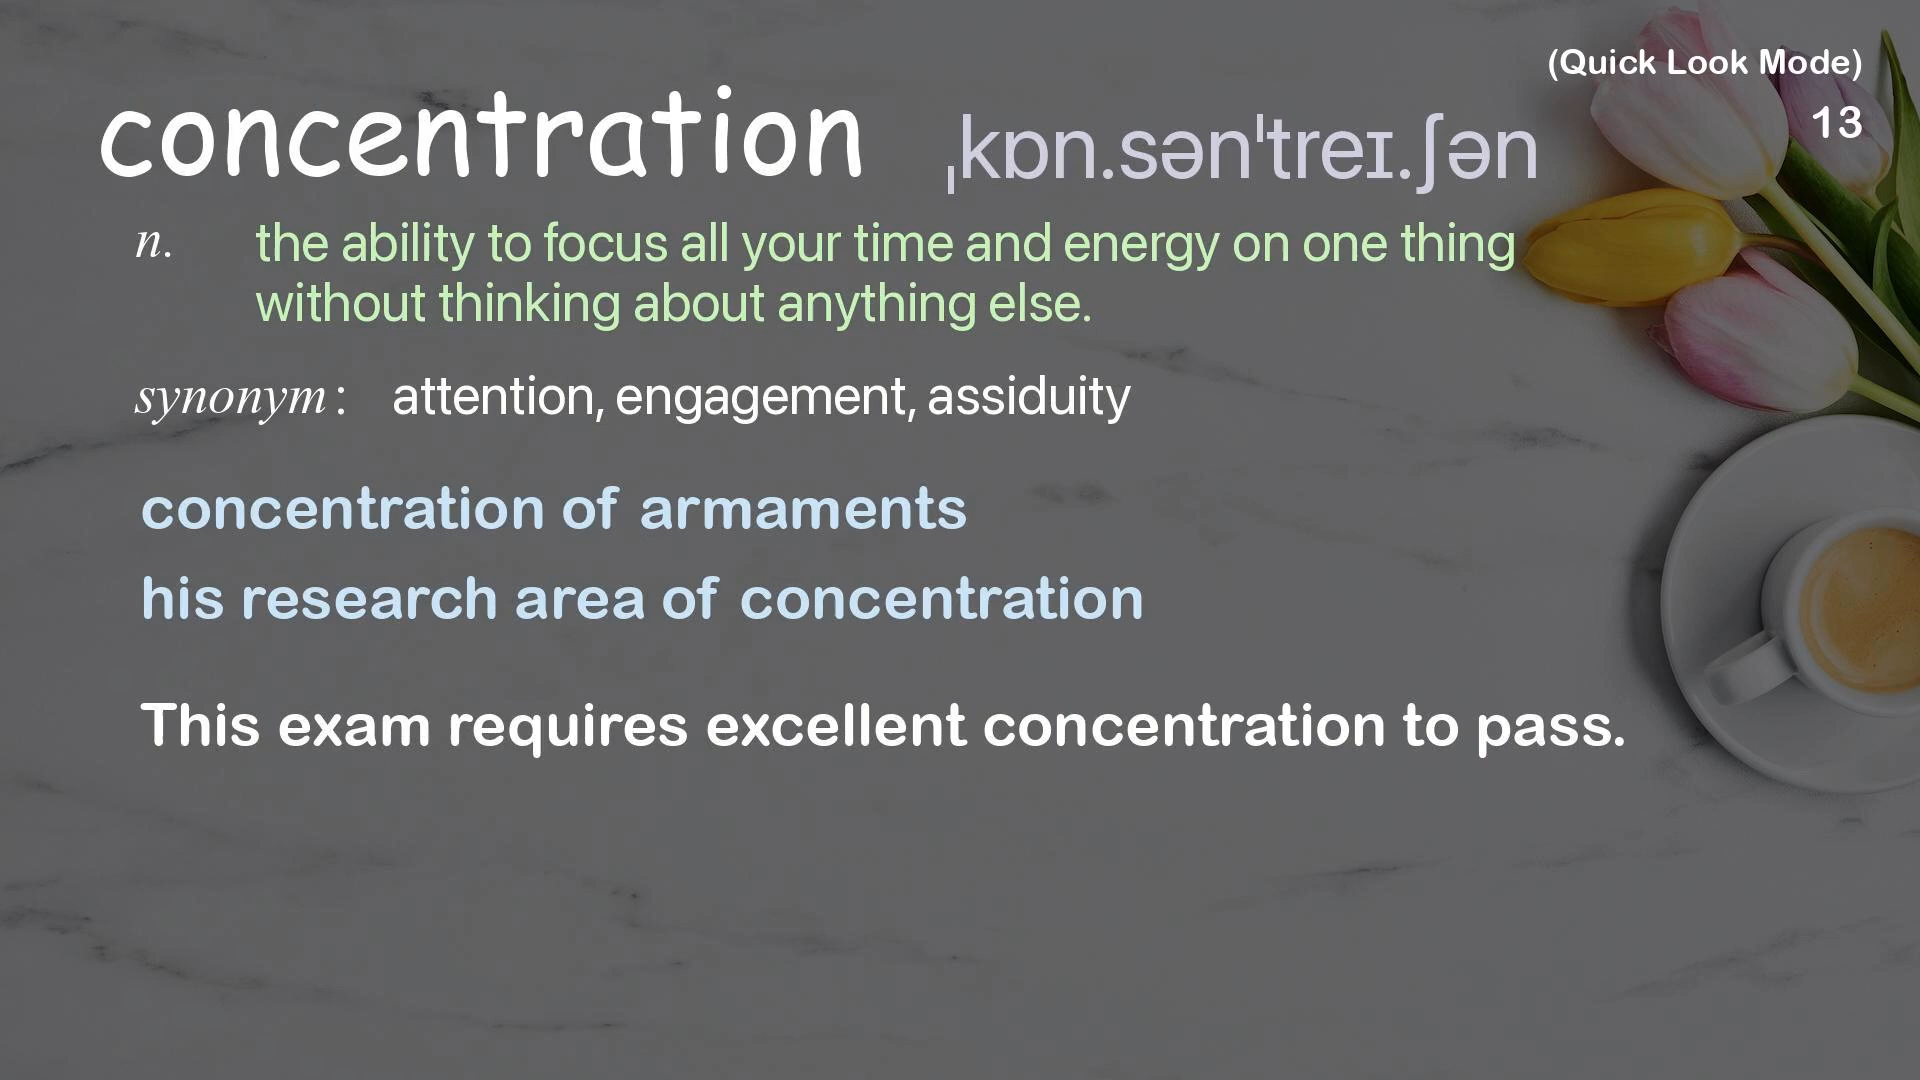 (Quick Look Mode)
concentration ˌkɒn.sənˈtreɪ.ʃən
13
n. the ability to focus all your time and energy on one thing
without thinking about anything else.
synonym : attention, engagement, assiduity
concentration of armaments
his research area of concentration
This exam requires excellent concentration to pass.